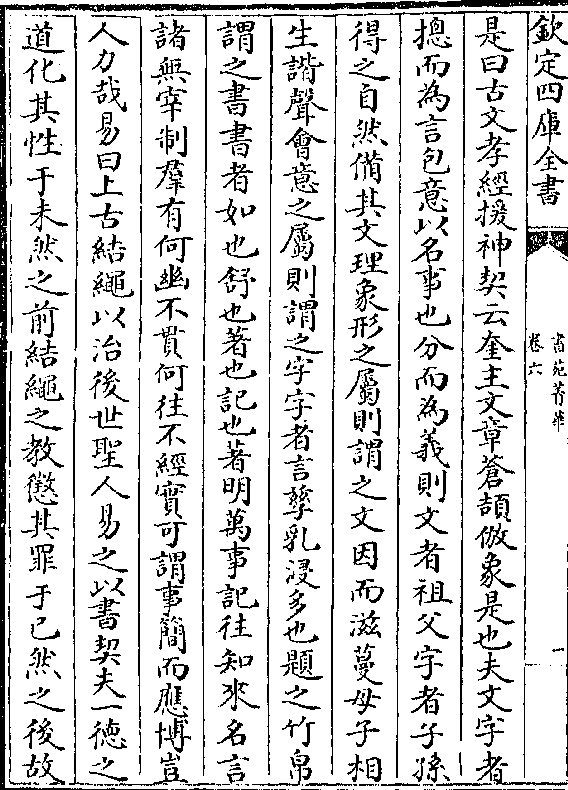 欽定四庫全書
書苑菁華
卷六
一
是曰古文孝經援神契云奎主文章蒼頡倣象是也夫文字者
摠而為言包意以名事也分而為義則文者祖父字者子孫
得之自然備其文理象形之屬則謂之文因而滋蔓母子相
生諧聲會意之屬則謂之字字者言孳乳浸多也題之竹帛
謂之書書者如也舒也著也記也著明萬事記往知來名言
諸無宰制羣有何幽不貫何往不經實可謂事簡而應博豈
人力哉易曰上古結繩以治後世聖人易之以書契夫一徳之
道化其性于未然之前結繩之教懲其罪于已然之後故